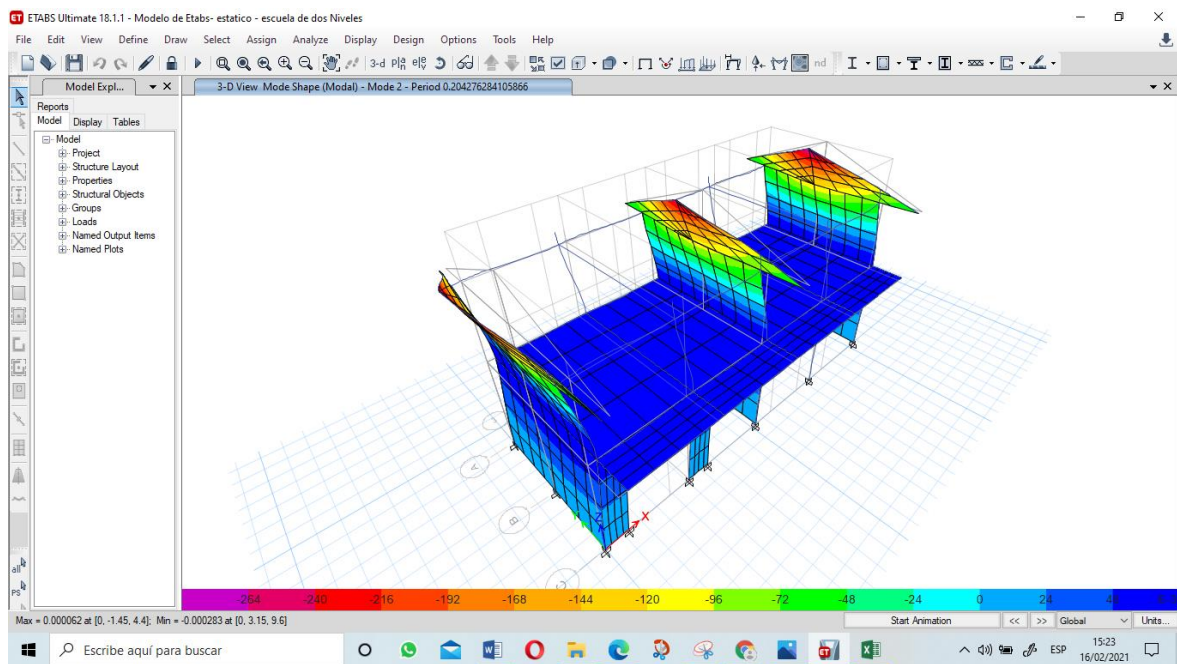 ETABS Ultimate 18.1.1 - Modelo de Etabs- estatico - escuela de dos Niveles
File Edit View Define Draw Select Assign Analyze Display Design Options Tools Help
3-d nd
Model Expl...
3-D View Mode Shape (Modal) - Mode 2 - Period 0.204276284105866
Reports
Model Display Tables
Model
Project
Structure Layout
Properties
Structural Objects
Groups
Loads
Named Output Items
Named Plots
all
PS
X
Z
A
B
C
-264 -240 -216 -192 -168 -144 -120 -96 -72 -48 -24 0 24
Max = 0.000062 at [0, -1.45, 4.4]; Min = -0.000283 at [0, 3.15, 9.6]
Start Animation << >> Global Units...
Escribe aquí para buscar
ESP
15:23
16/02/2021